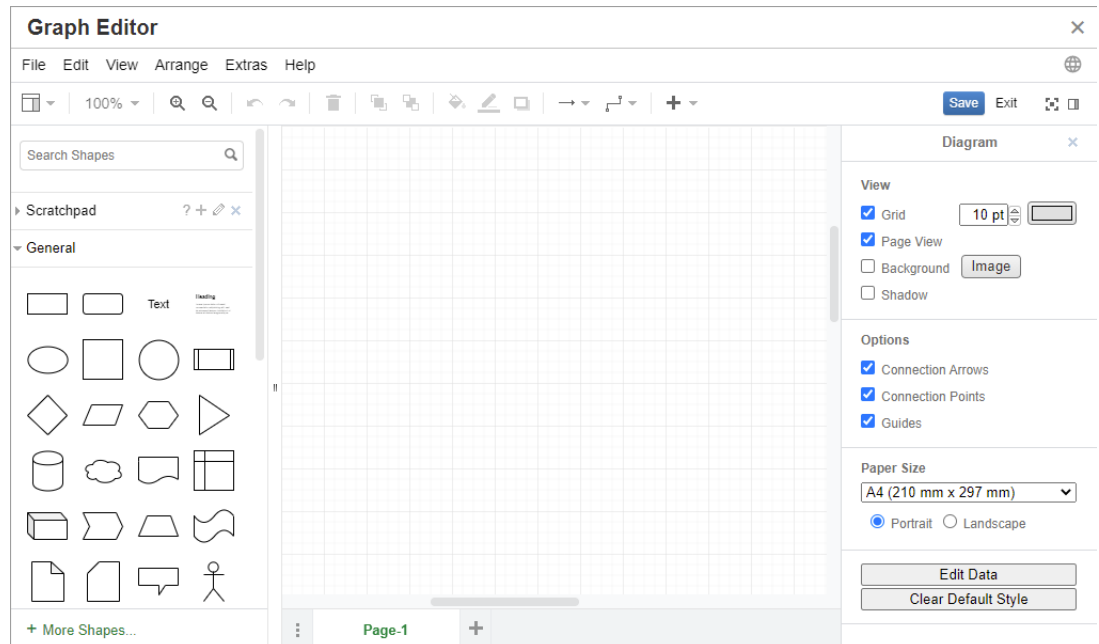 Graph Editor
File Edit View Arrange Extras Help
100%
Save Exit
Search Shapes
Scratchpad ?
General
Text
Heading
+ More Shapes...
Page-1
Diagram
View
Grid 10 pt
Page View
Background Image
Shadow
Options
Connection Arrows
Connection Points
Guides
Paper Size
A4 (210 mm x 297 mm)
Portrait Landscape
Edit Data
Clear Default Style